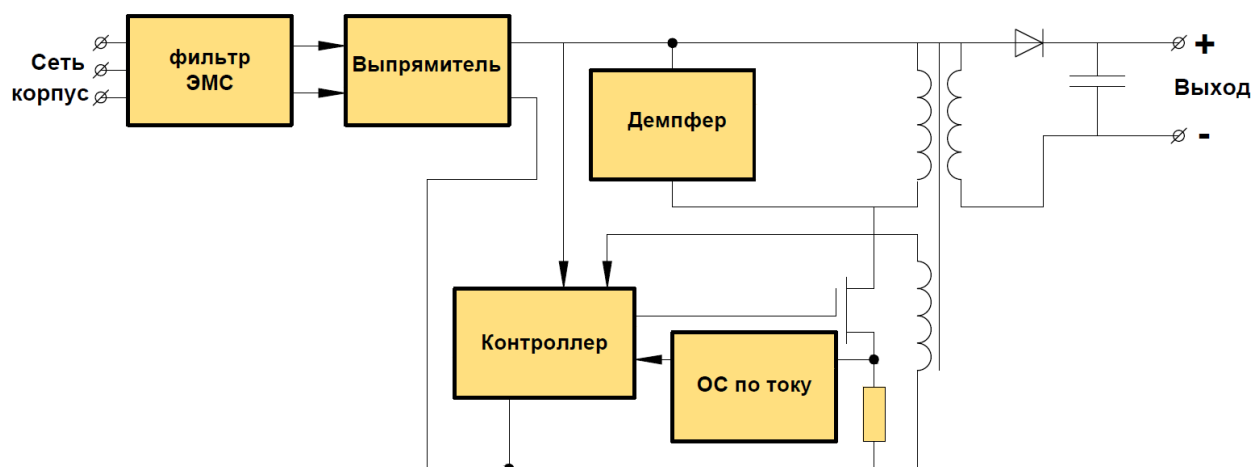 Сеть
корпус
фильтр
ЭМС
Выпрямитель
Демпфер
+
Выход
-
Контроллер
ОС по току